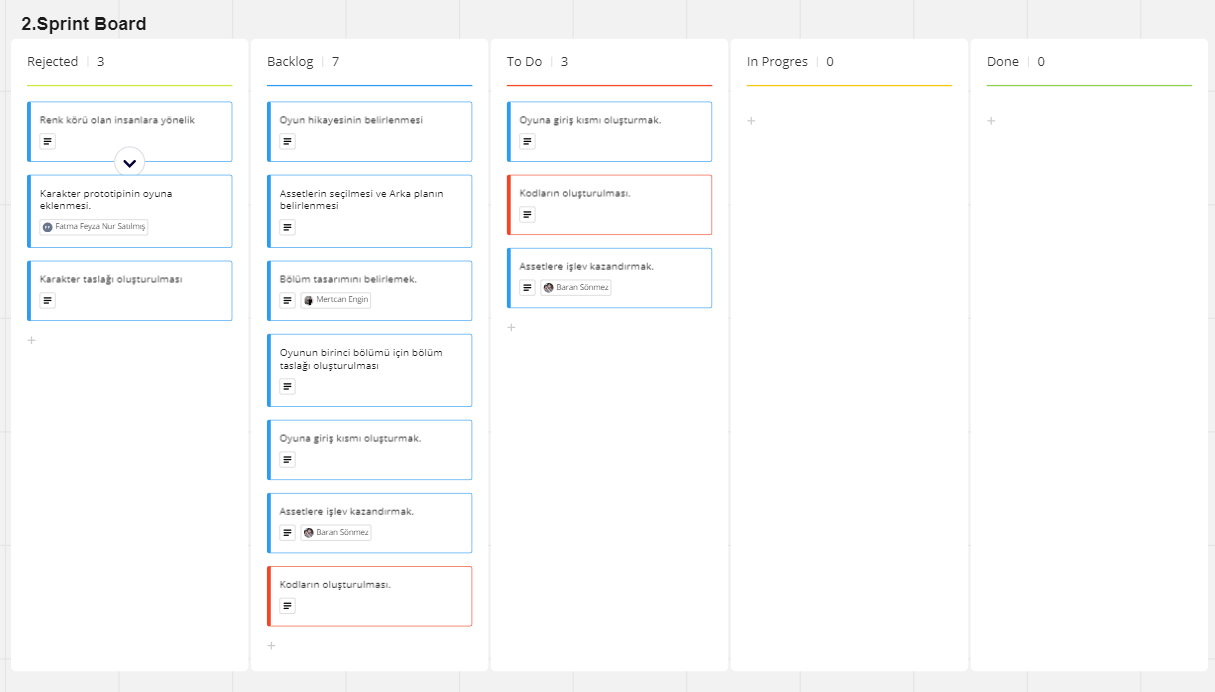 2.Sprint Board
Rejected 3
Renk körü olan insanlara yönelik
Karakter prototipinin oyuna
eklenmesi.
Fatma Feyza Nur Satılmış
Karakter taslağı oluşturulması
+
Backlog 7
Oyun hikayesinin belirlenmesi
Assetlerin seçilmesi ve Arka planın
belirlenmesi
Bölüm tasarımını belirlemek.
Mertcan Engin
Oyunun birinci bölümü için bölüm
taslağı oluşturulması
Oyuna giriş kısmı oluşturmak.
Assetlere işlev kazandırmak.
Baran Sönmez
Kodların oluşturulması.
+
To Do 3
Oyuna giriş kısmı oluşturmak.
Kodların oluşturulması.
Assetlere işlev kazandırmak.
Baran Sönmez
+
In Progres 0
+
Done 0
+